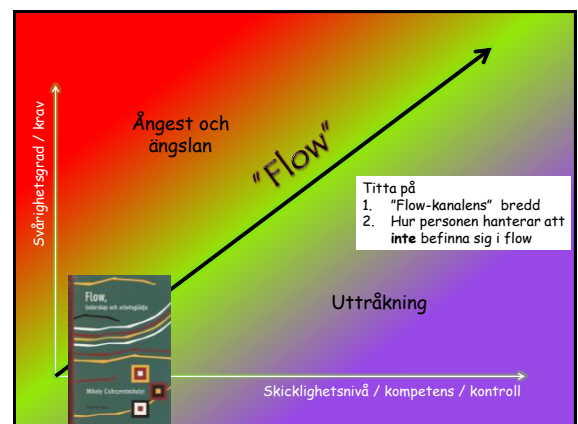 Svårighetsgrad / krav
Ångest och
ängslan
"Flow"
Titta på
1. "Flow-kanalens" bredd
2. Hur personen hanterar att
inte befinna sig i flow
Uttråkning
Flow,
ledarskap och arbetsglädje
Mihaly Csikszentmihalyi
Skicklighetsnivå / kompetens / kontroll